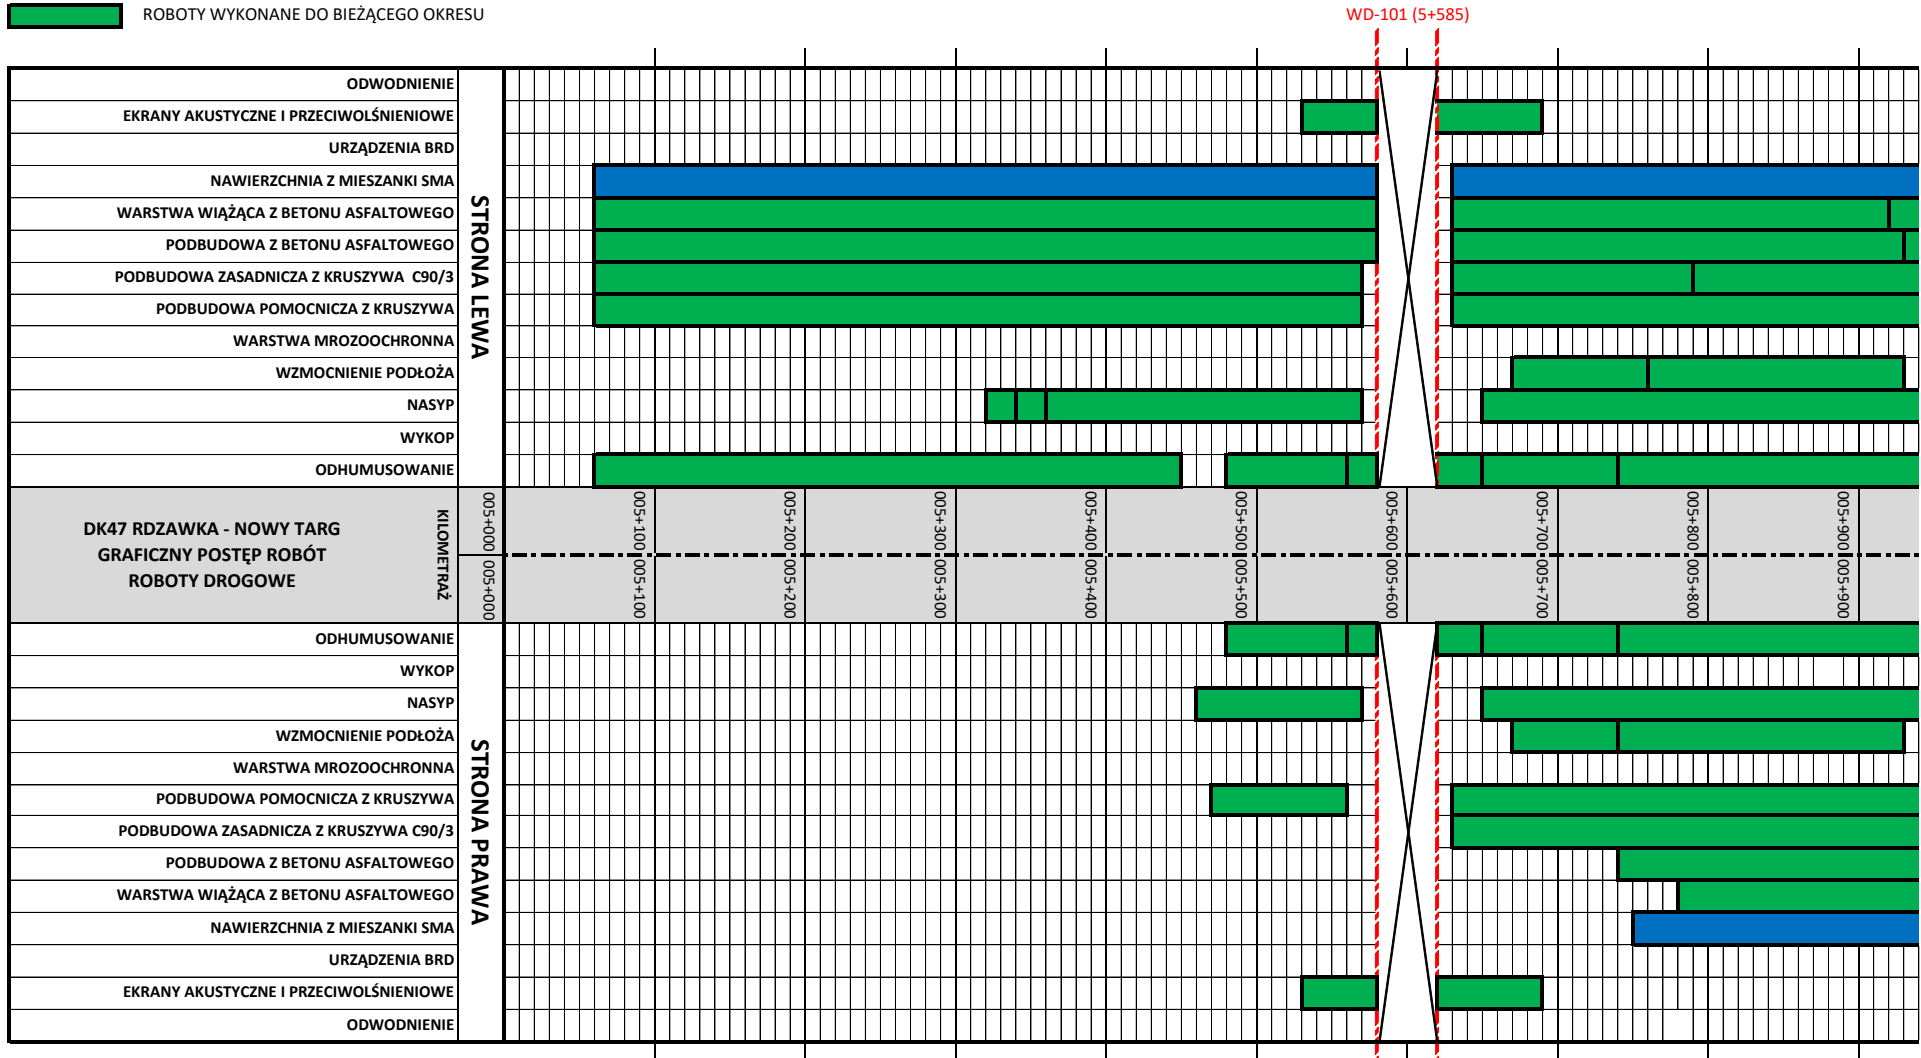 ROBOTY WYKONANE DO BIEŻĄCEGO OKRESU
WD-101 (5+585)
ODWODNIENIE
EKRANY AKUSTYCZNE I PRZECIWOLŚNIENIOWE
URZĄDZENIA BRD
NAWIERZCHNIA Z MIESZANKI SMA
WARSTWA WIĄŻĄCA Z BETONU ASFALTOWEGO
PODBUDOWA Z BETONU ASFALTOWEGO
PODBUDOWA ZASADNICZA Z KRUSZYWA C90/3
PODBUDOWA POMOCNICZA Z KRUSZYWA
WARSTWA MROZOOCHRONNA
WZMOCNIENIE PODŁOŻA
NASYP
WYKOP
ODHUMUSOWANIE
STRONA LEWA
DK47 RDZAWKA - NOWY TARG
GRAFICZNY POSTĘP ROBÓT
ROBOTY DROGOWE
KILOMETRAŻ
005+000
005+100
005+200
005+300
005+400
005+500
005+600
005+700
005+800
005+900
005+000
005+100
005+200
005+300
005+400
005+500
005+600
005+700
005+800
005+900
ODHUMUSOWANIE
WYKOP
NASYP
WZMOCNIENIE PODŁOŻA
WARSTWA MROZOOCHRONNA
PODBUDOWA POMOCNICZA Z KRUSZYWA
PODBUDOWA ZASADNICZA Z KRUSZYWA C90/3
PODBUDOWA Z BETONU ASFALTOWEGO
WARSTWA WIĄŻĄCA Z BETONU ASFALTOWEGO
NAWIERZCHNIA Z MIESZANKI SMA
URZĄDZENIA BRD
EKRANY AKUSTYCZNE I PRZECIWOLŚNIENIOWE
ODWODNIENIE
STRONA PRAWA